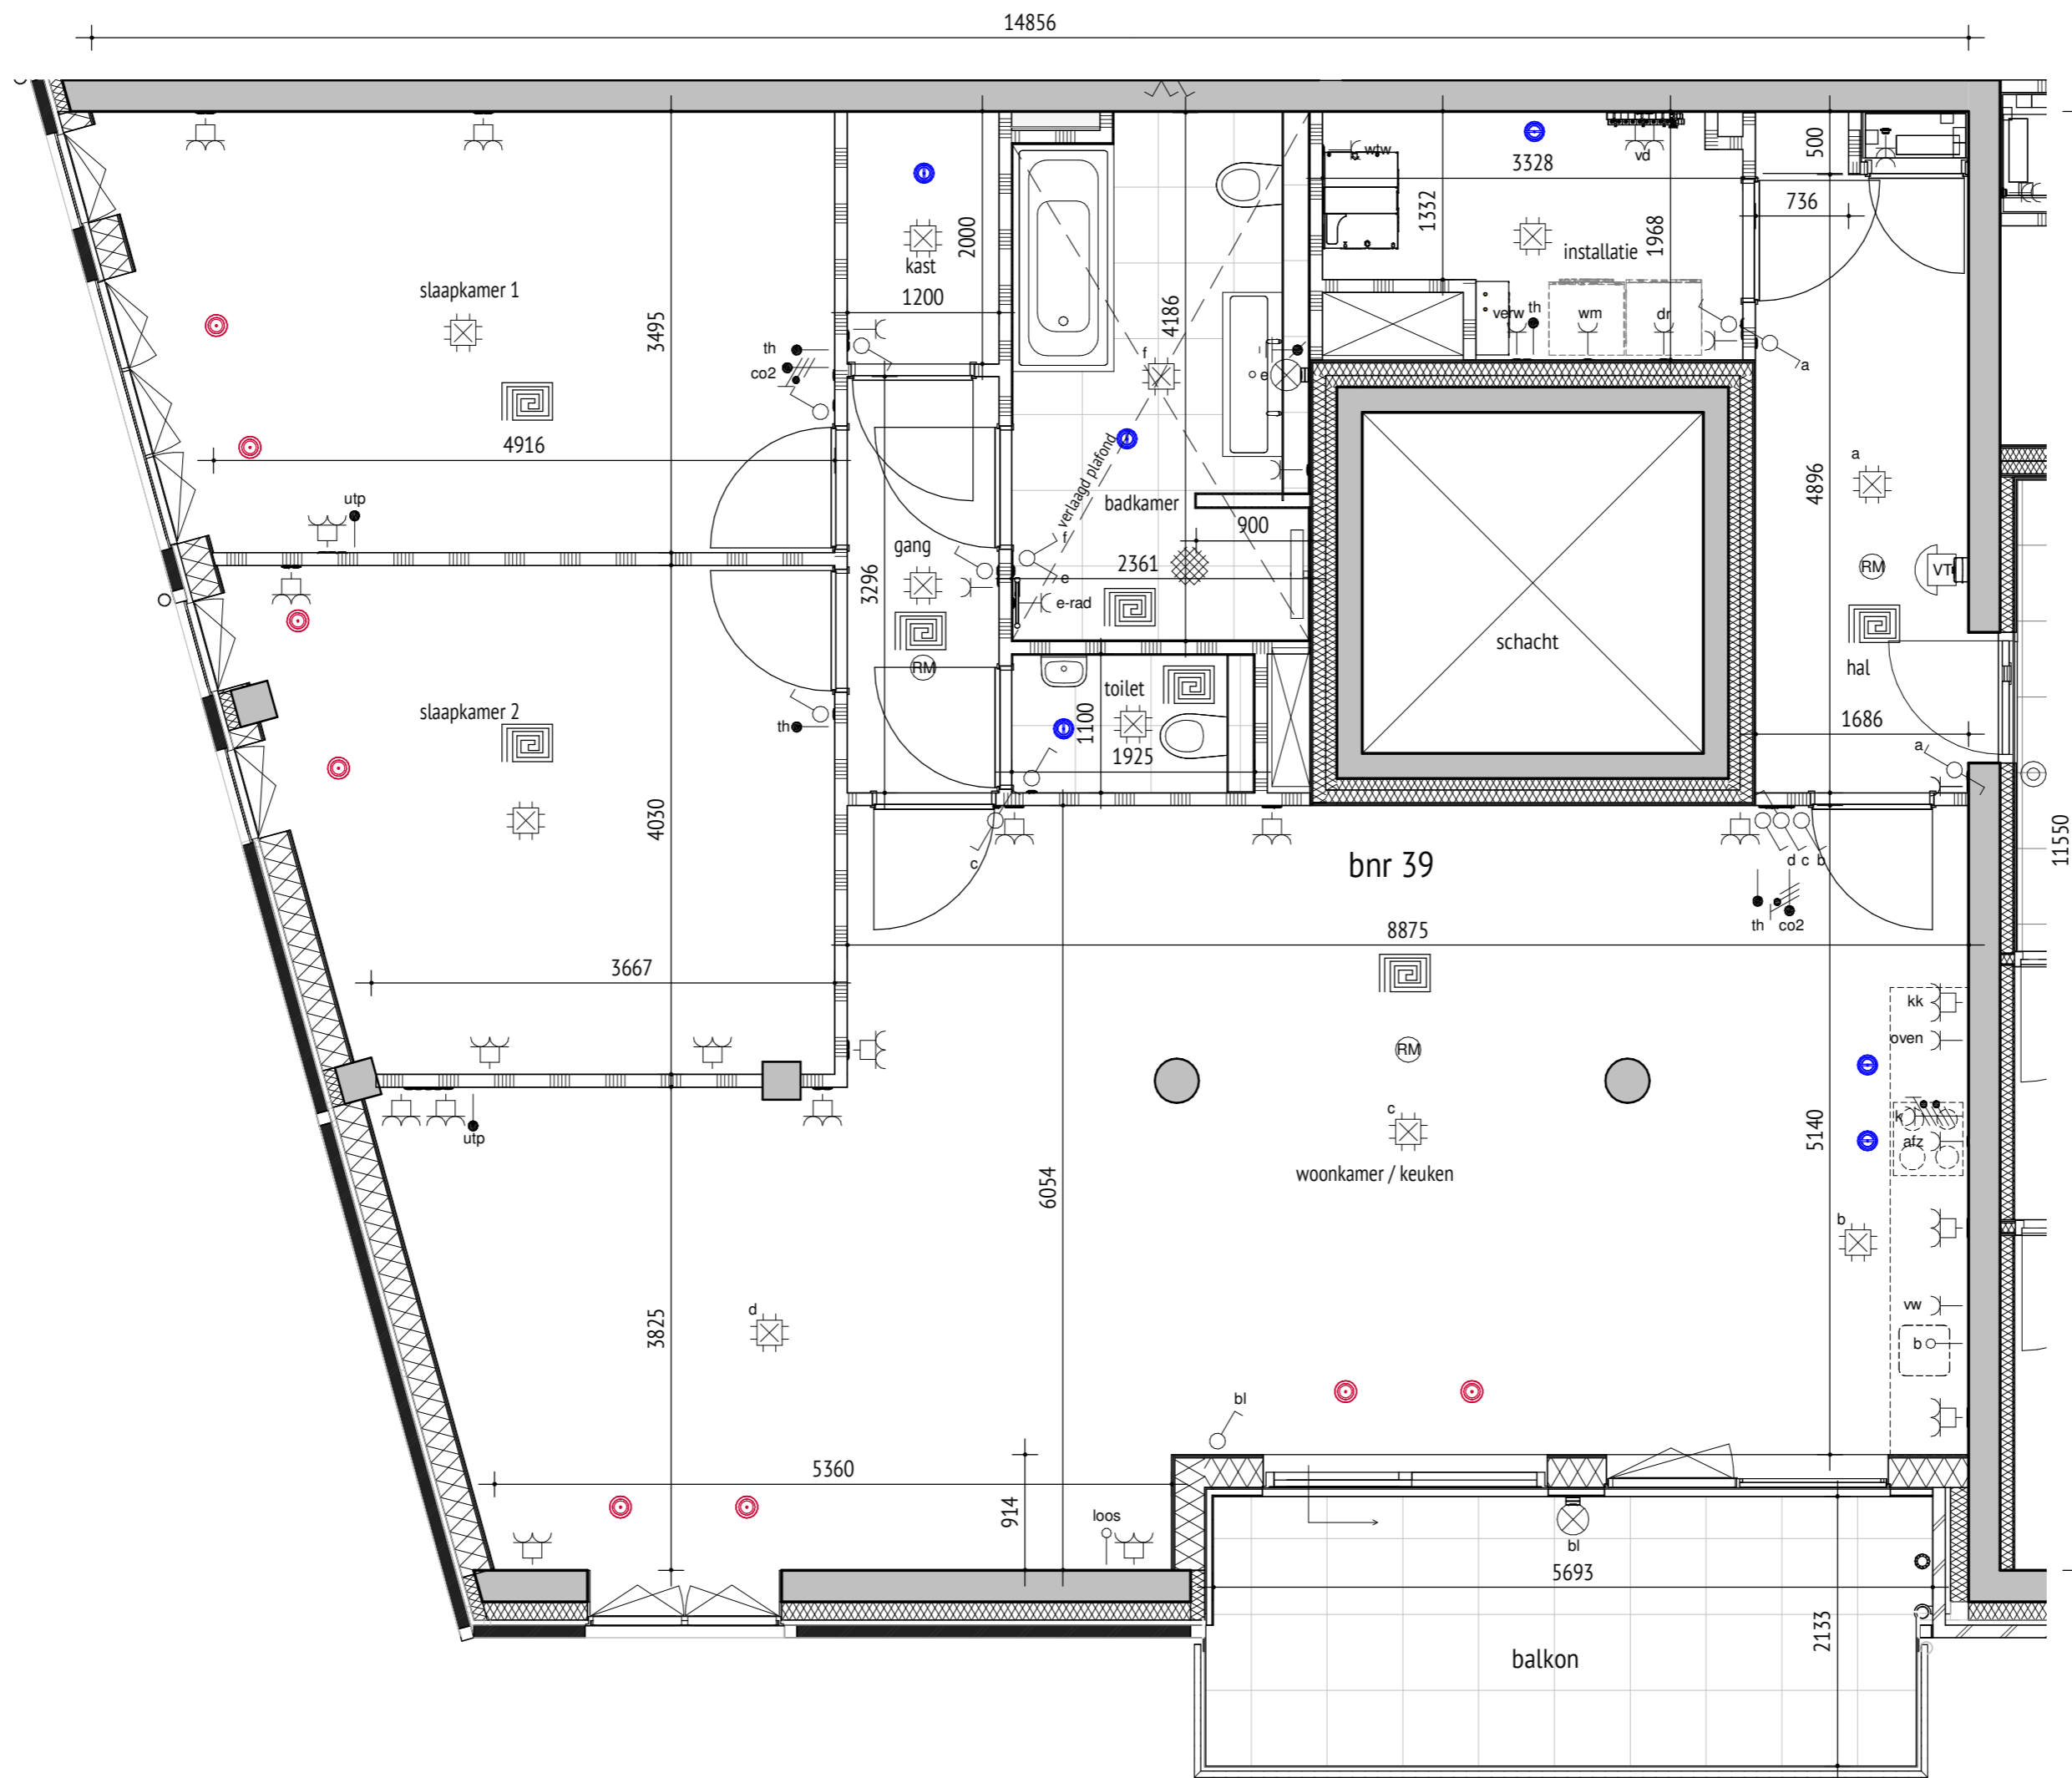 14856
500
wtw
vd
3328
736
1332
1968
2000
installatie
kast
slaapkamer 1
1200
4186
3495
verw
th
wm
dr
th
co2
f
e
a
4916
verlaagd plafond
a
4896
utp
badkamer
900
f
gang
2361
3296
e
e-rad
RM
VT
schacht
RM
toilet
hal
slaapkamer 2
1100
th
1925
1686
a
4030
c
d c b
11550
bnr 39
th
co2
8875
3667
kk
RM
oven
c
k
utp
afz
5140
woonkamer / keuken
6054
b
d
3825
vw
b
bl
5360
914
loos
bl
5693
2133
balkon